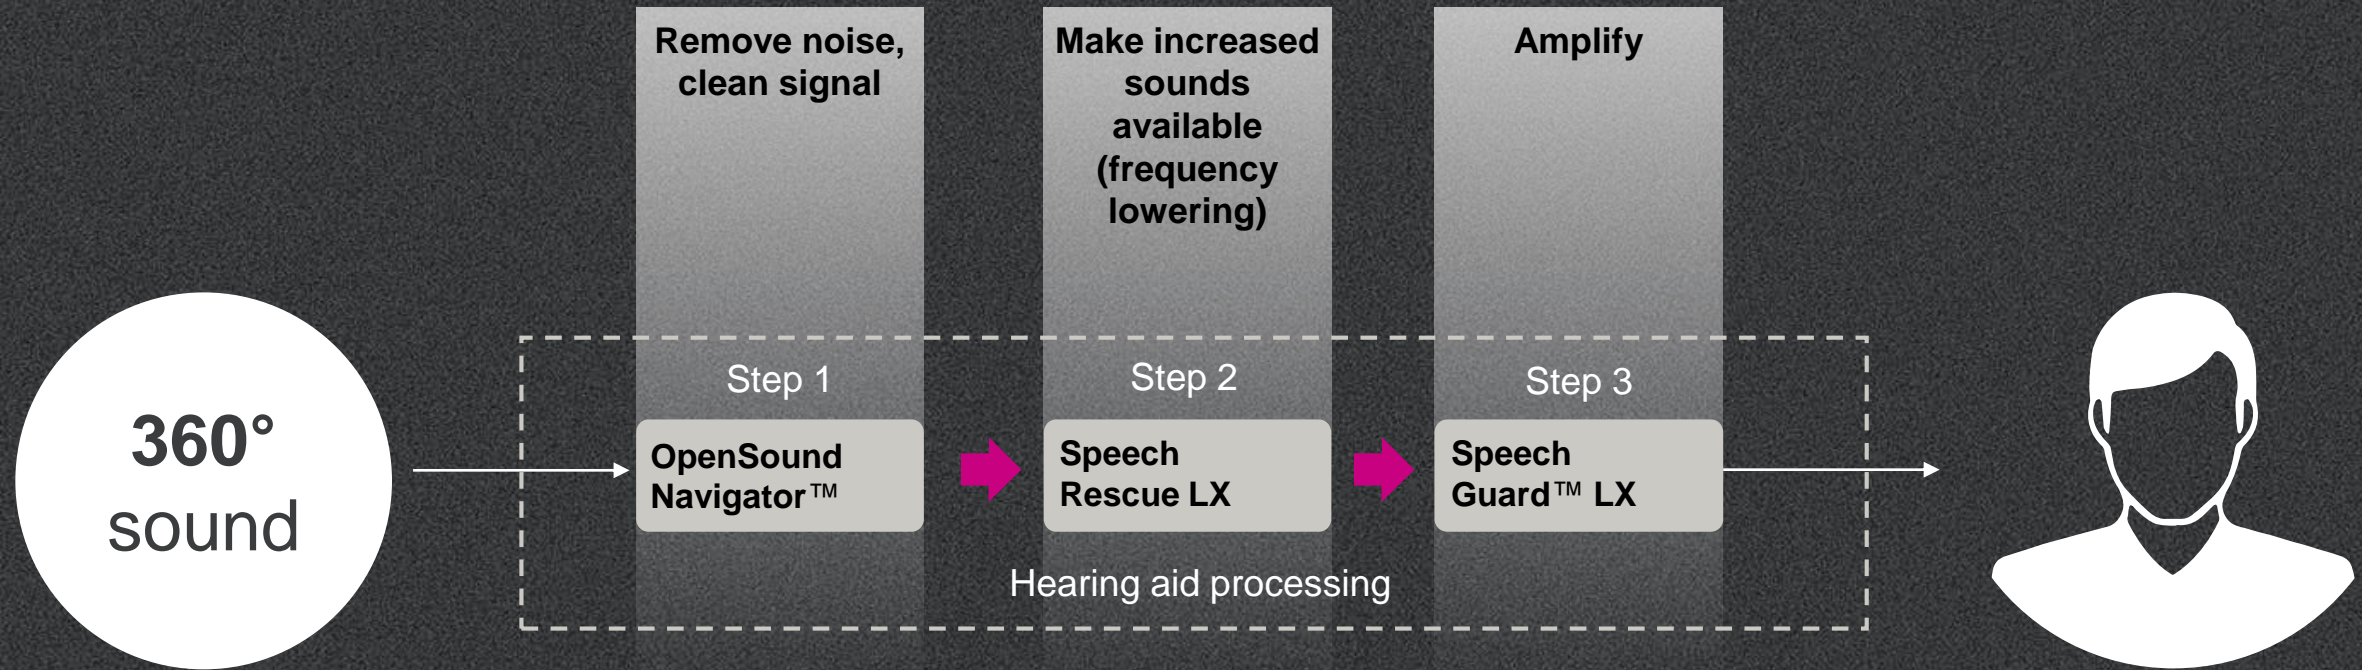 Remove noise,
clean signal
Make increased
sounds
available
(frequency
lowering)
Amplify
360°
sound
Step 1
OpenSound
Navigator™
Step 2
Speech
Rescue LX
Step 3
Speech
Guard™ LX
Hearing aid processing